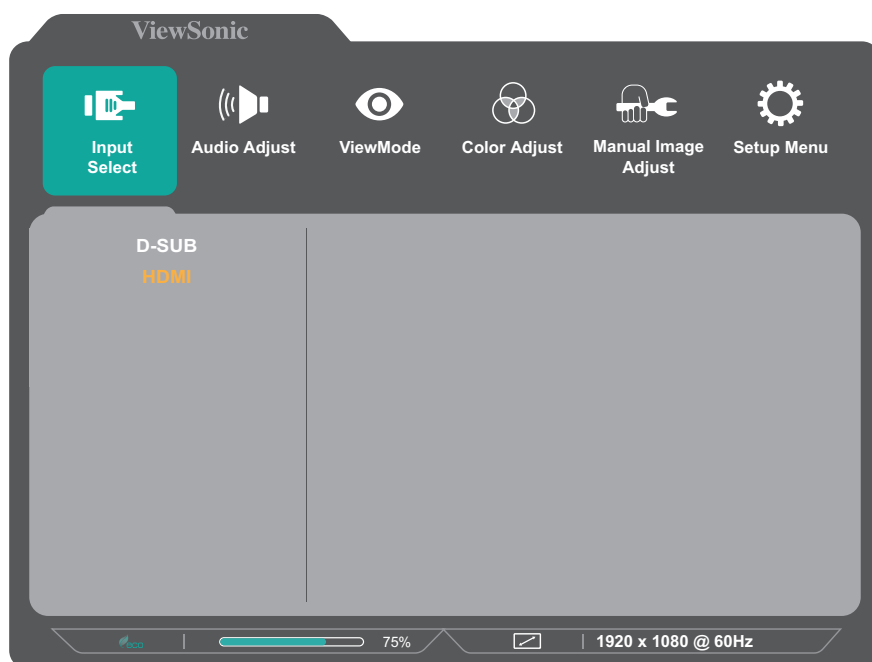 ViewSonic
Input
Select
Audio Adjust
ViewMode
Color Adjust
Manual Image
Adjust
Setup Menu
D-SUB
HDMI
eco
75%
1920 x 1080 @ 60Hz